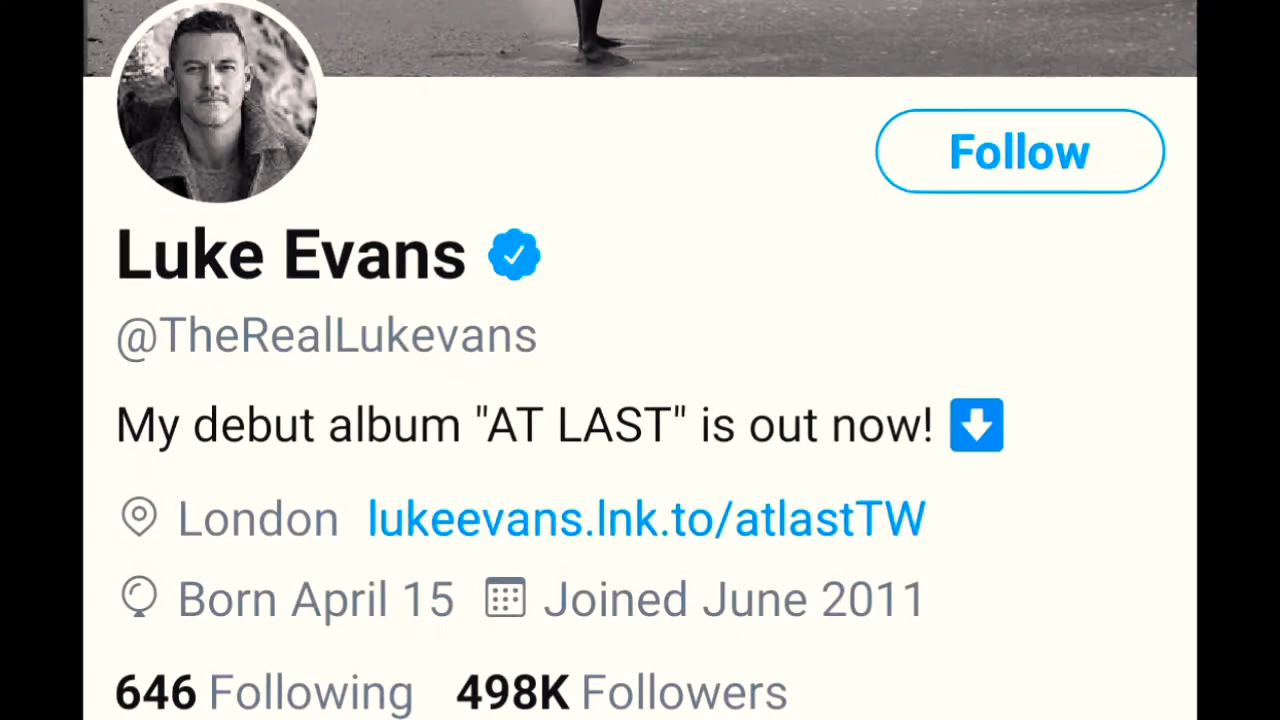 Follow
Luke Evans
@TheRealLukevans
My debut album "AT LAST" is out now!
London lukeevans.lnk.to/atlastTW
Born April 15 Joined June 2011
646 Following 498K Followers